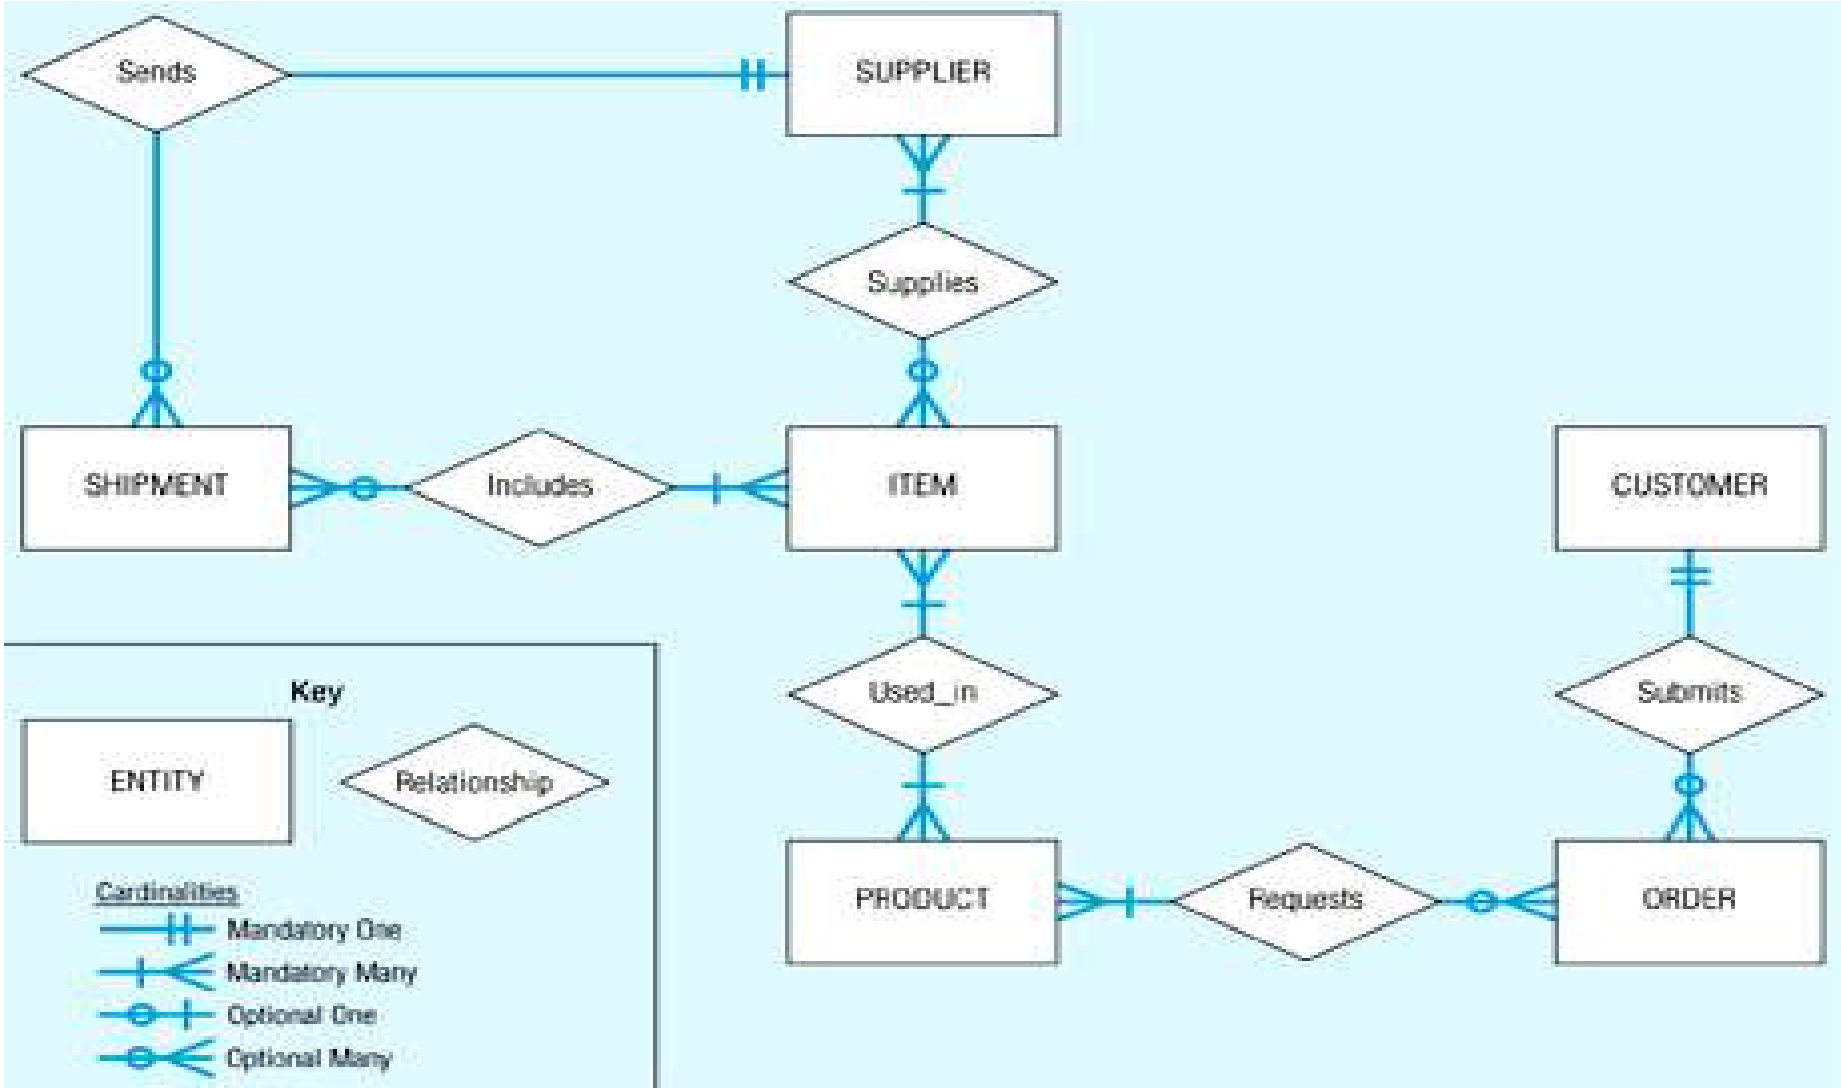 Sends
SUPPLIER
Supplies
SHIPMENT
Includes
ITEM
CUSTOMER
Used_in
Submits
PRODUCT
Requests
ORDER
Key
ENTITY
Relationship
Cardinalities
Mandatory One
Mandatory Many
Optional One
Optional Many